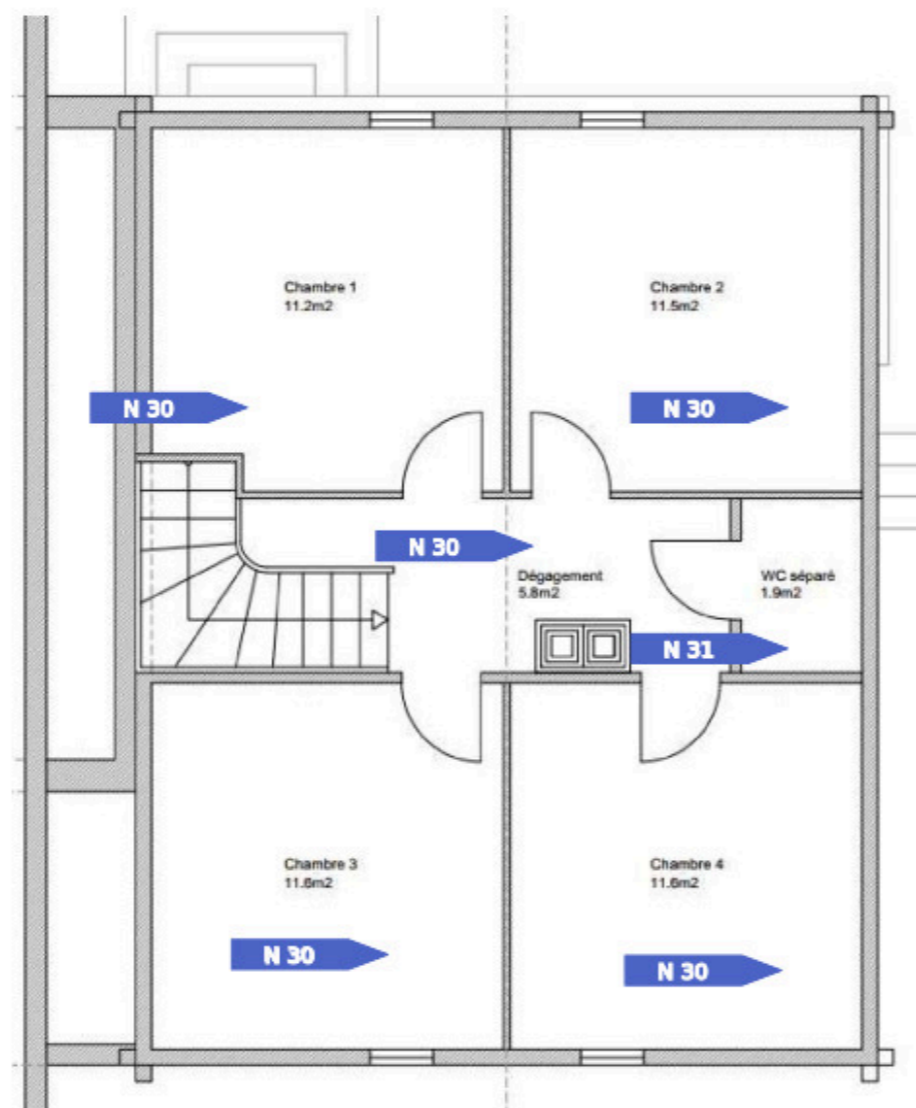 Chambre 1
11.2m2
Chambre 2
11.5m2
N 30
N 30
N 30
Dégagement
5.8m2
WC séparé
1.9m2
N 31
Chambre 3
11.6m2
Chambre 4
11.6m2
N 30
N 30